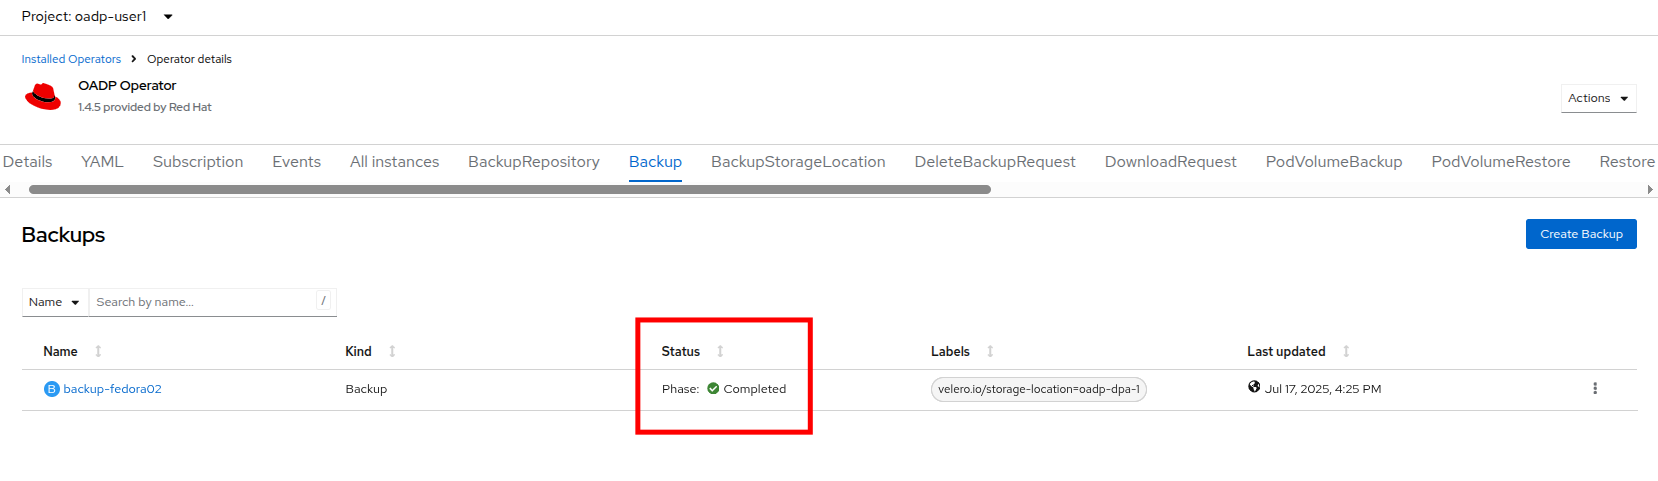 Project: oadp-user1
Installed Operators Operator details
OADP Operator
1.4.5 provided by Red Hat
Actions
Details YAML Subscription Events All instances BackupRepository Backup BackupStorageLocation DeleteBackupRequest DownloadRequest PodVolumeBackup PodVolumeRestore Restore
Backups
Create Backup
Name Search by name... /
Name Kind Status Labels Last updated
B backup-fedora02 Backup Phase: Completed velero.io/storage-location=oadp-dpa-1 Jul 17, 2025, 4:25 PM